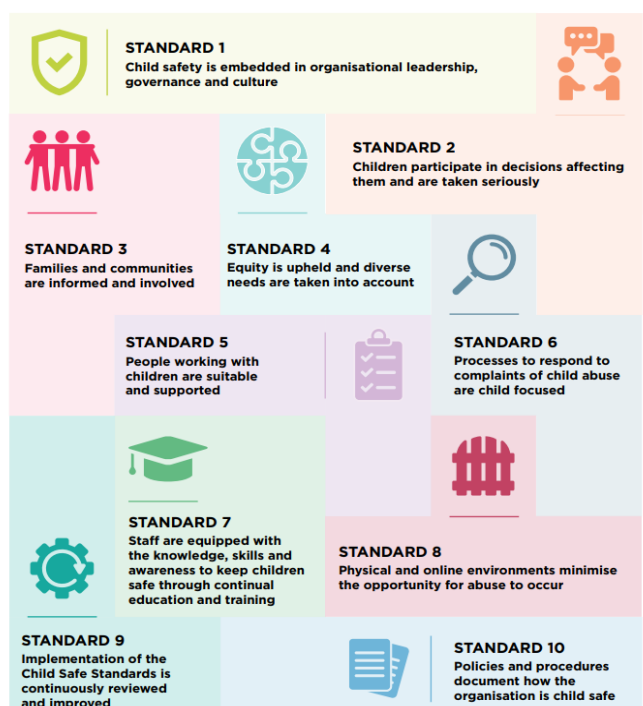 STANDARD 1
Child safety is embedded in organisational leadership,
governance and culture
STANDARD 2
Children participate in decisions affecting
them and are taken seriously
STANDARD 3
Families and communities
are informed and involved
STANDARD 4
Equity is upheld and diverse
needs are taken into account
STANDARD 5
People working with
children are suitable
and supported
STANDARD 6
Processes to respond to
complaints of child abuse
are child focused
STANDARD 7
Staff are equipped with
the knowledge, skills and
awareness to keep children
safe through continual
education and training
STANDARD 8
Physical and online environments minimise
the opportunity for abuse to occur
STANDARD 9
Implementation of the
Child Safe Standards is
continuously reviewed
and improved
STANDARD 10
Policies and procedures
document how the
organisation is child safe